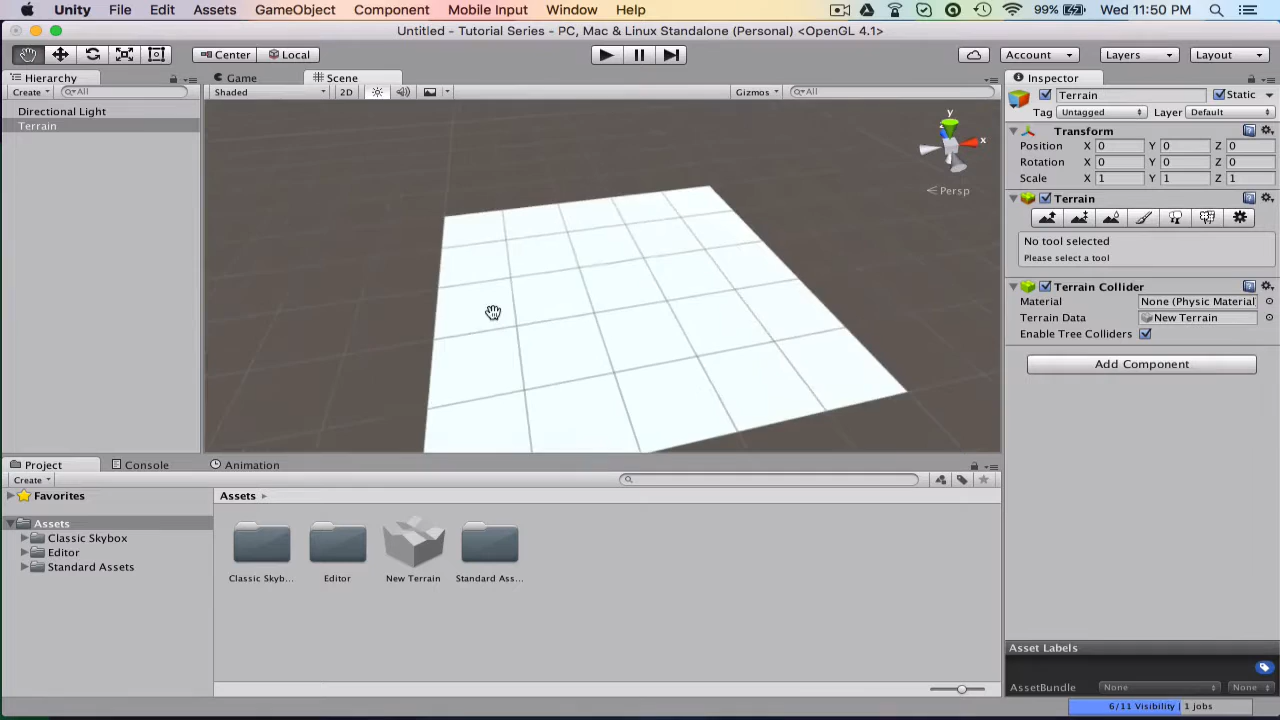 Unity File Edit Assets GameObject Component Mobile Input Window Help 99% Wed 11:50 PM
Untitled - Tutorial Series - PC, Mac & Linux Standalone (Personal) <OpenGL 4.1>
Center Local Account Layers Layout
Hierarchy Game Scene Inspector
Create All Shaded 2D Gizmos All
Terrain Static
Directional Light
Terrain
Tag Untagged Layer Default
Transform
Position X 0 Y 0 Z 0
Rotation X 0 Y 0 Z 0
Scale X 1 Y 1 Z 1
y
x
Persp
Terrain
No tool selected
Please select a tool
Terrain Collider
Material None (Physic Material
Terrain Data New Terrain
Enable Tree Colliders
Add Component
Project Console Animation
Create
Favorites
Assets
Classic Skybox
Editor
Standard Assets
Assets
Classic Skyb... Editor New Terrain Standard Ass...
Asset Labels
AssetBundle None None
6/11 Visibility | 1 jobs